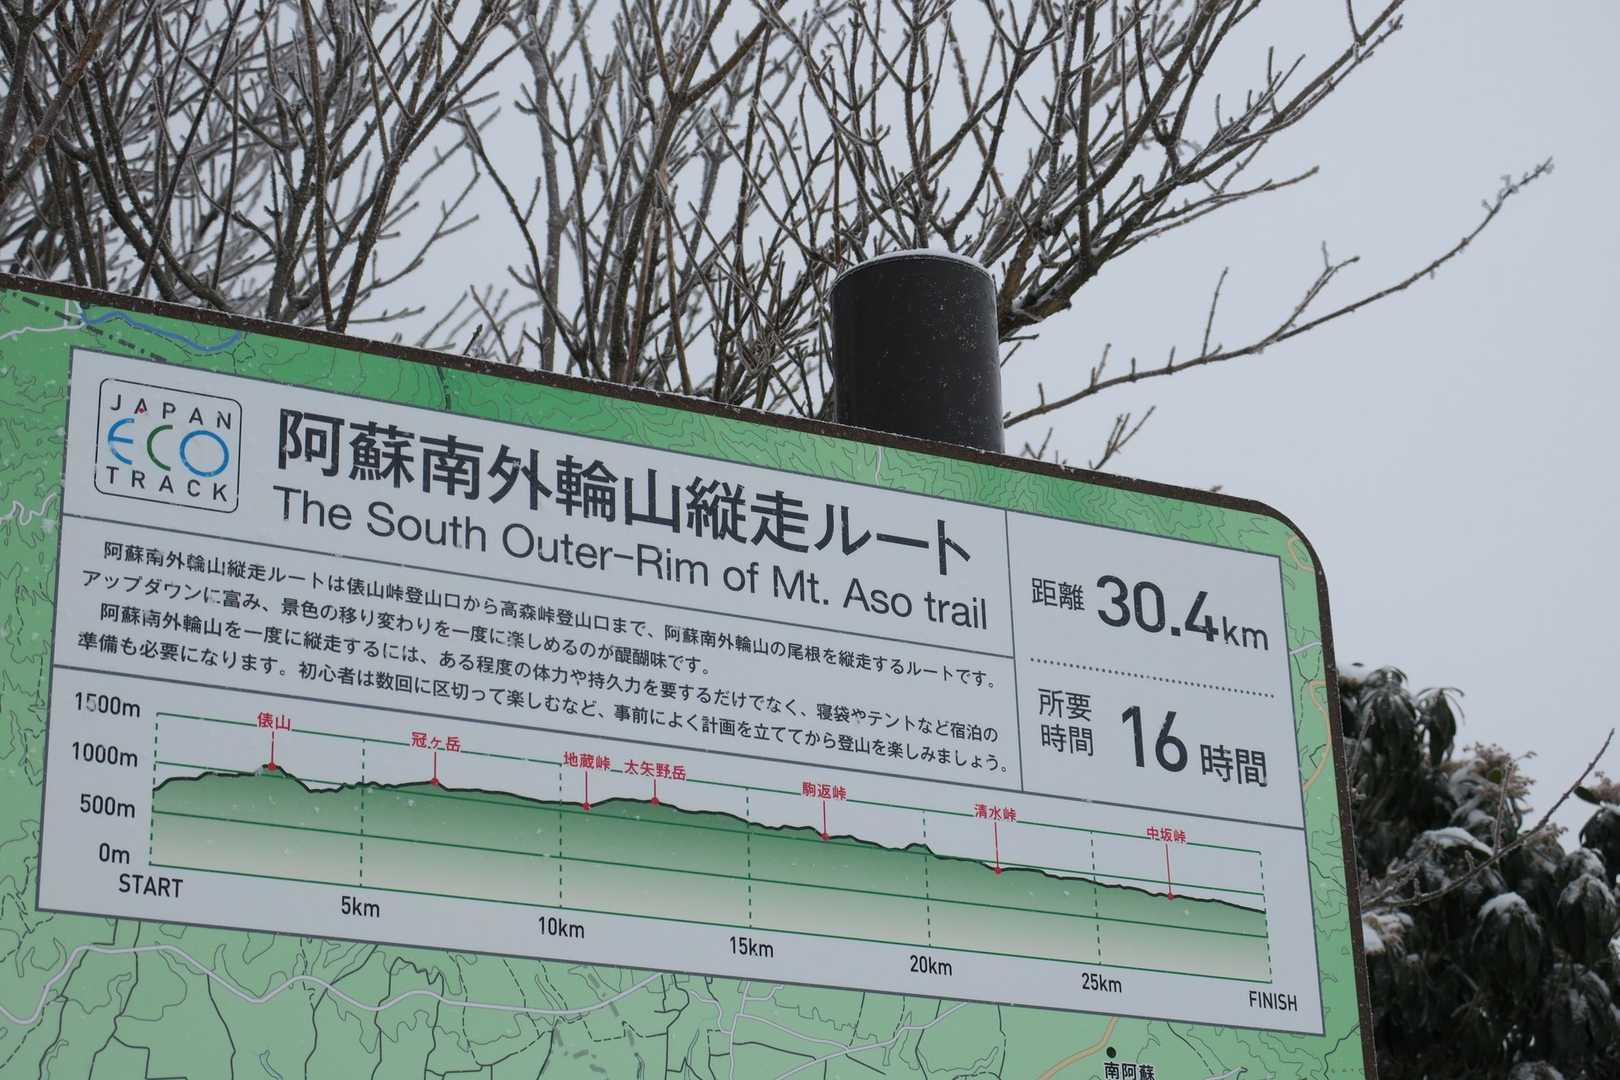 JAPAN
ECO
TRACK
阿蘇南外輪山縦走ルート
The South Outer-Rim of Mt. Aso trail
阿蘇南外輪山縦走ルートは俵山峠登山口から高森峠登山口まで、阿蘇南外輪山の尾根を縦走するルートです。
アップダウンに富み、景色の移り変わりを一度に楽しめるのが醍醐味です。
阿蘇南外輪山を一度に縦走するには、ある程度の体力や持久力を要するだけでなく、寝袋やテントなど宿泊の
準備も必要になります。初心者は数回に区切って楽しむなど、事前によく計画を立ててから登山を楽しみましょう。
距離 30.4km
所要
時間 16時間
1500m
1000m
500m
0m
俵山
冠ヶ岳
地蔵峠
大矢野岳
駒返峠
清水峠
中坂峠
START
5km
10km
15km
20km
25km
FINISH
南阿蘇